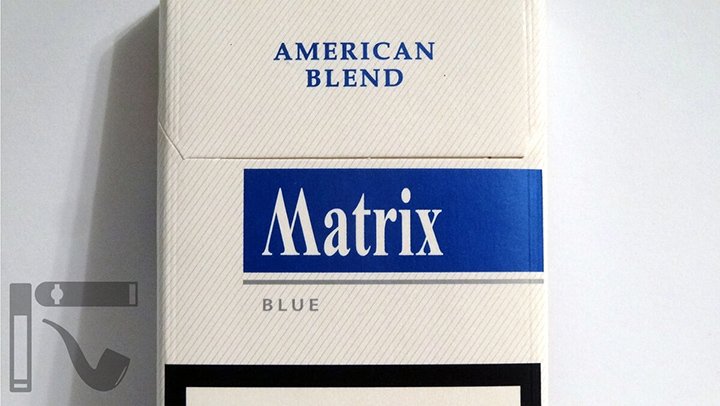 AMERICAN
BLEND
Matrix
BLUE